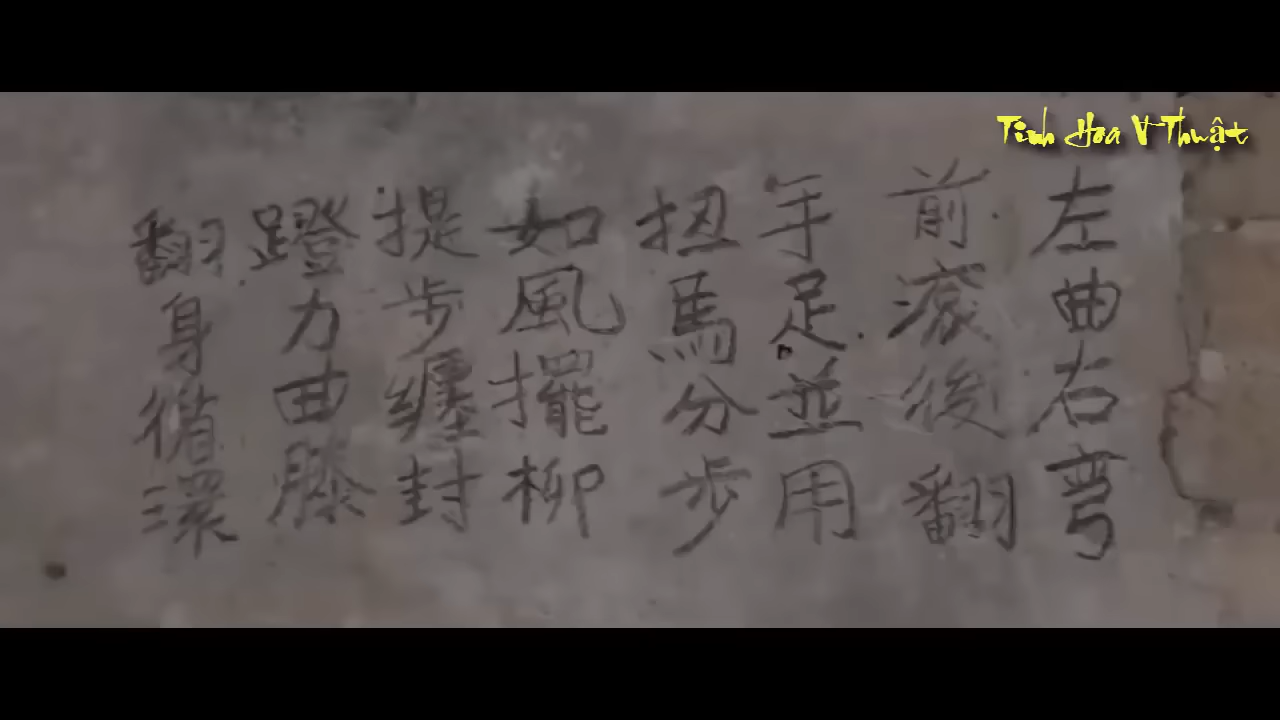 Tinh Hoa Võ Thuật
左曲右弯
前滾後翻
手足並用
扭馬分步
如風擺柳
提步纏封
蹬力曲膝
翻身循環